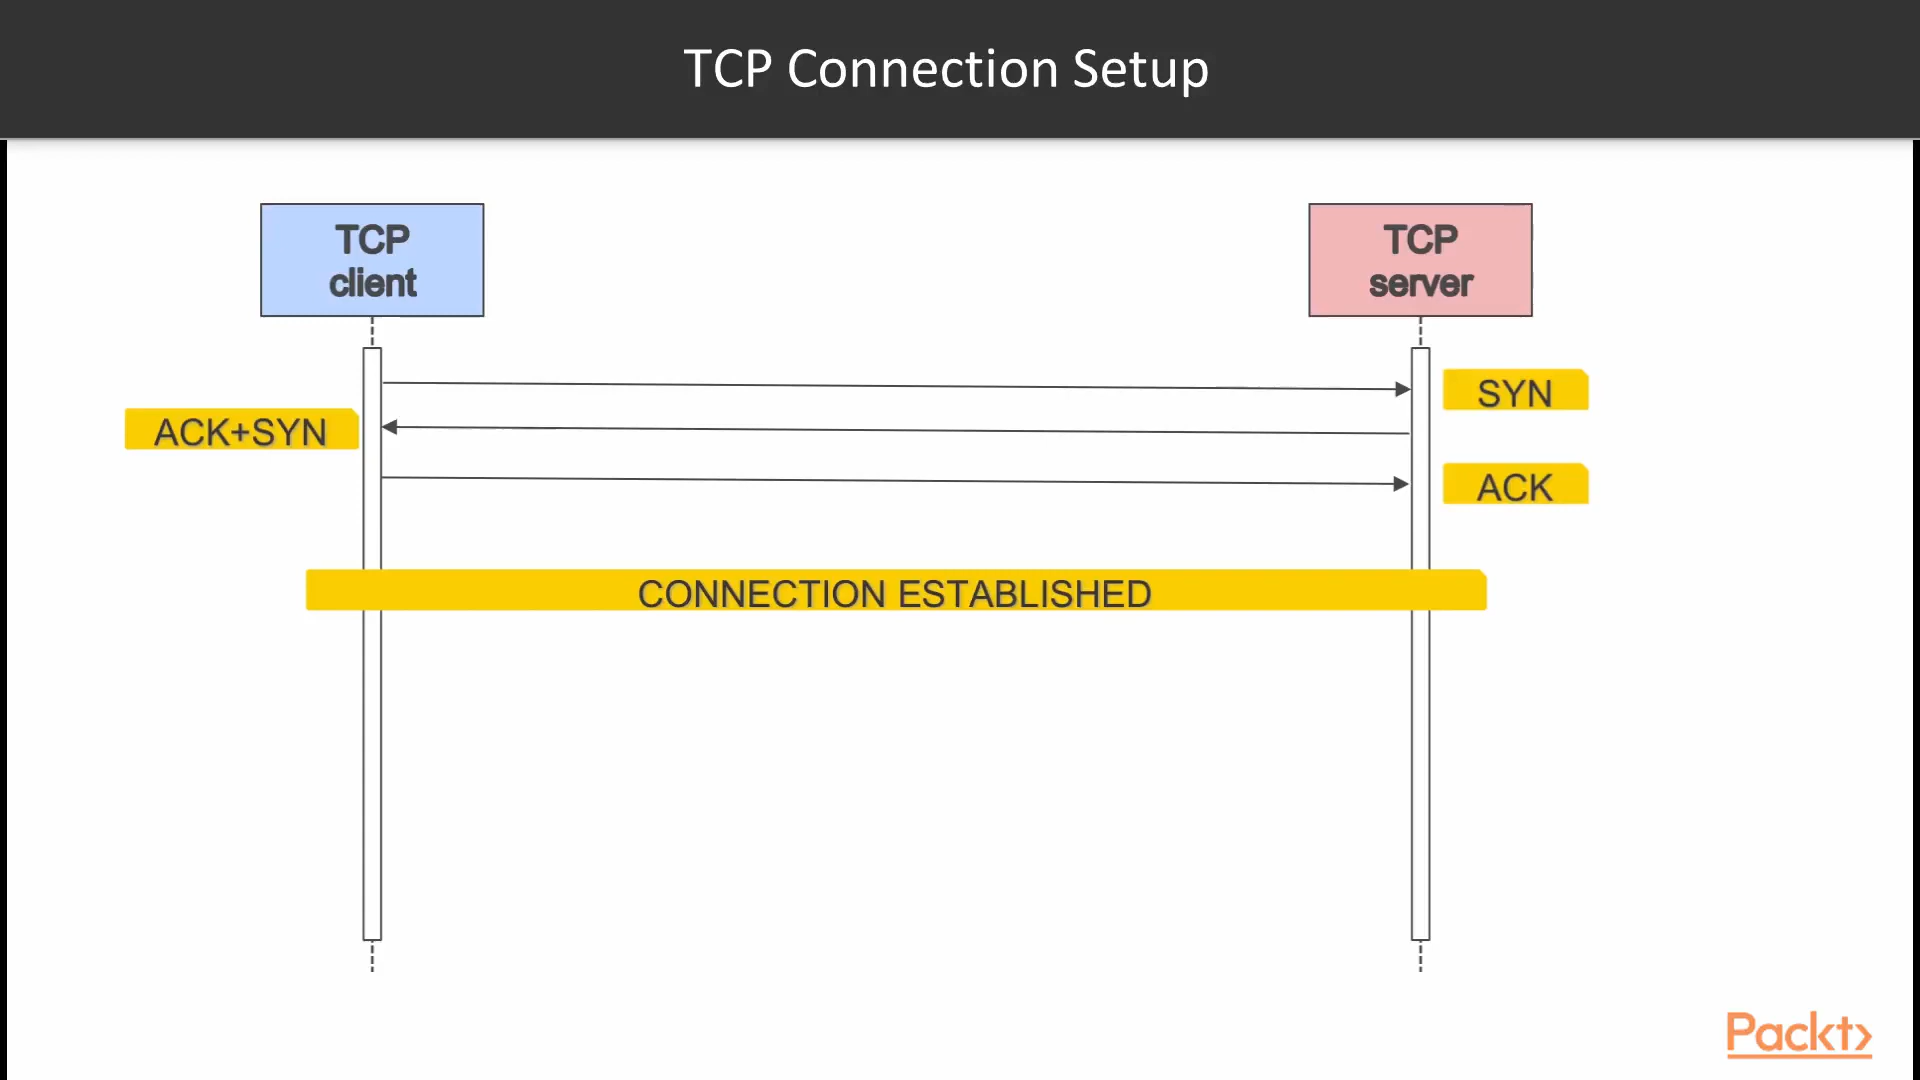 TCP Connection Setup
TCP
client
TCP
server
SYN
ACK+SYN
ACK
CONNECTION ESTABLISHED
Packt>